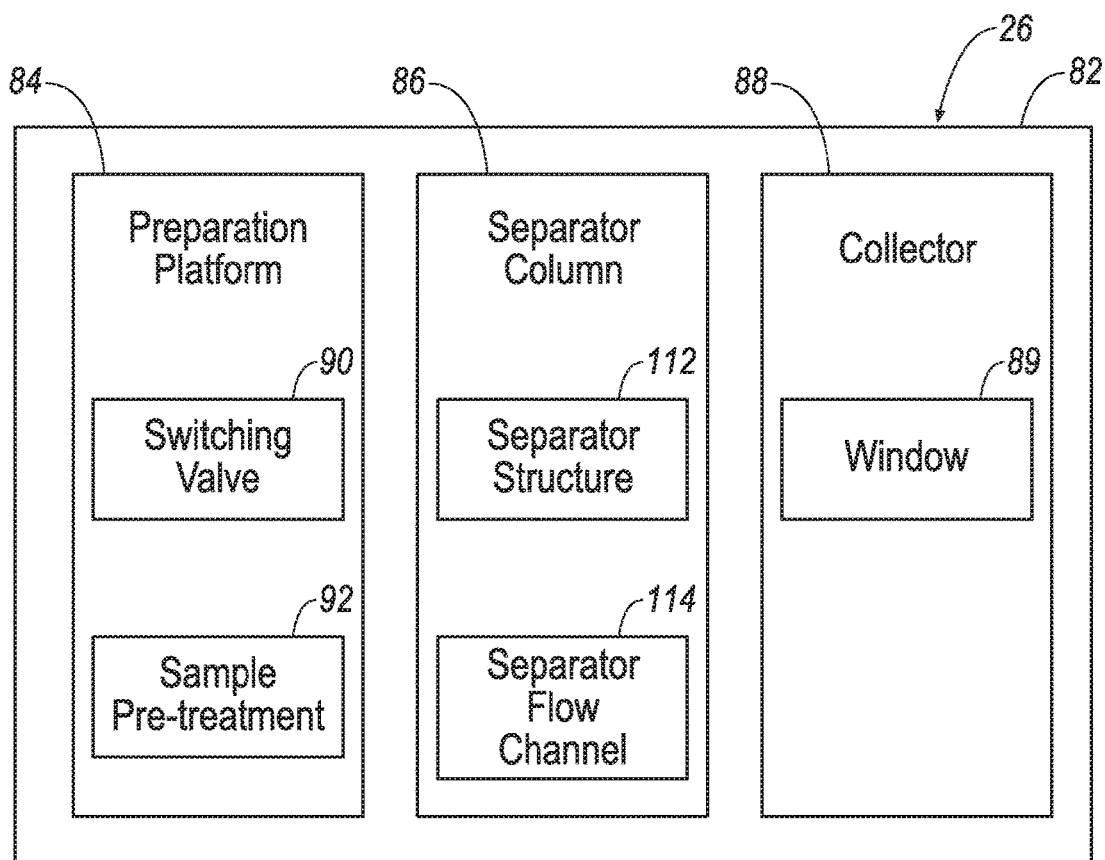 26
84
86
88
82
Preparation
Platform
Separator
Column
Collector
90
112
89
Switching
Valve
Separator
Structure
Window
92
114
Sample
Pre-treatment
Separator
Flow
Channel